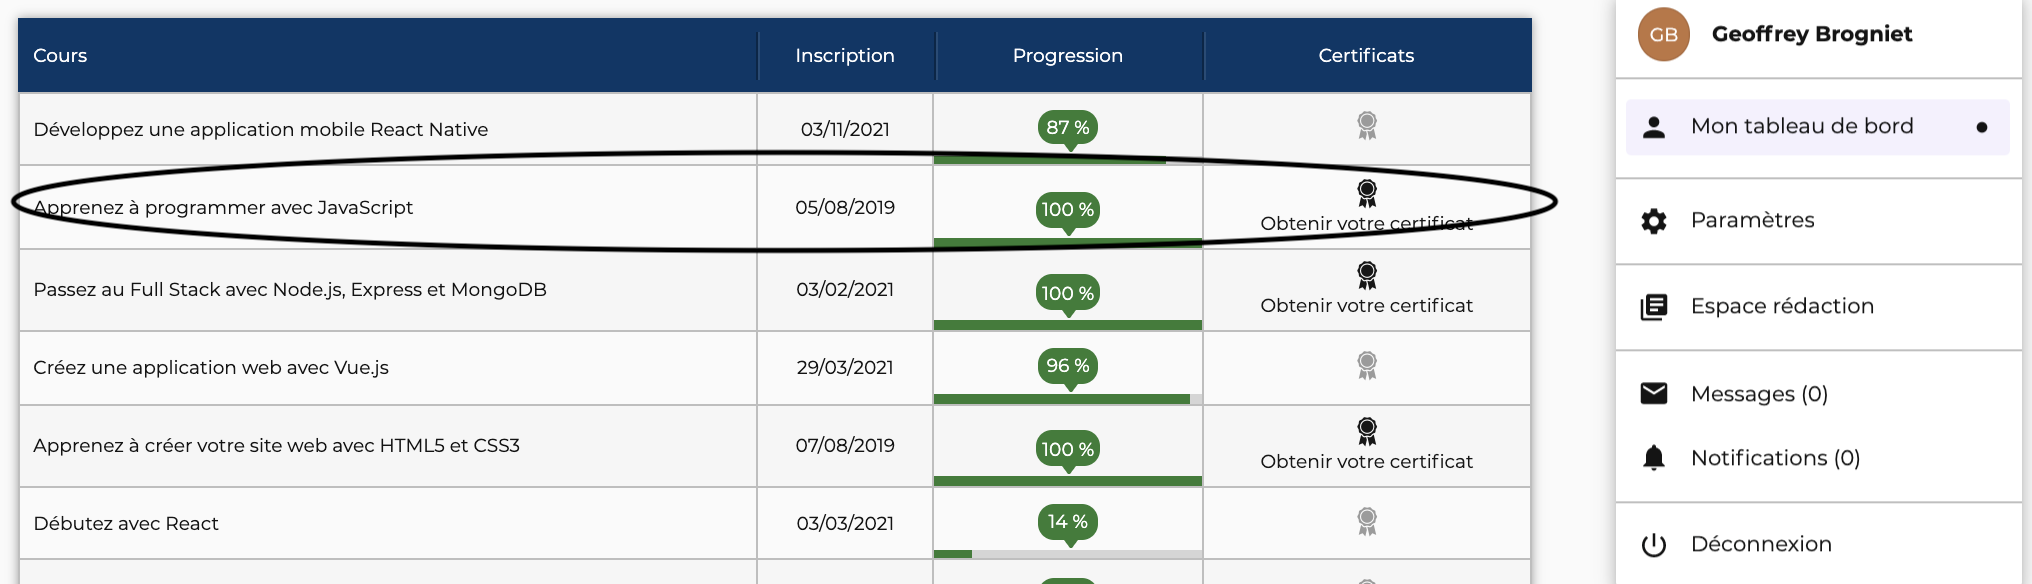 Cours Inscription Progression Certificats
Développez une application mobile React Native 03/11/2021 87 %
Apprenez à programmer avec JavaScript 05/08/2019 100 % Obtenir votre certificat
Passez au Full Stack avec Node.js, Express et MongoDB 03/02/2021 100 % Obtenir votre certificat
Créez une application web avec Vue.js 29/03/2021 96 %
Apprenez à créer votre site web avec HTML5 et CSS3 07/08/2019 100 % Obtenir votre certificat
Débutez avec React 03/03/2021 14 %
GB Geoffrey Brogniet
Mon tableau de bord
Paramètres
Espace rédaction
Messages (0)
Notifications (0)
Déconnexion